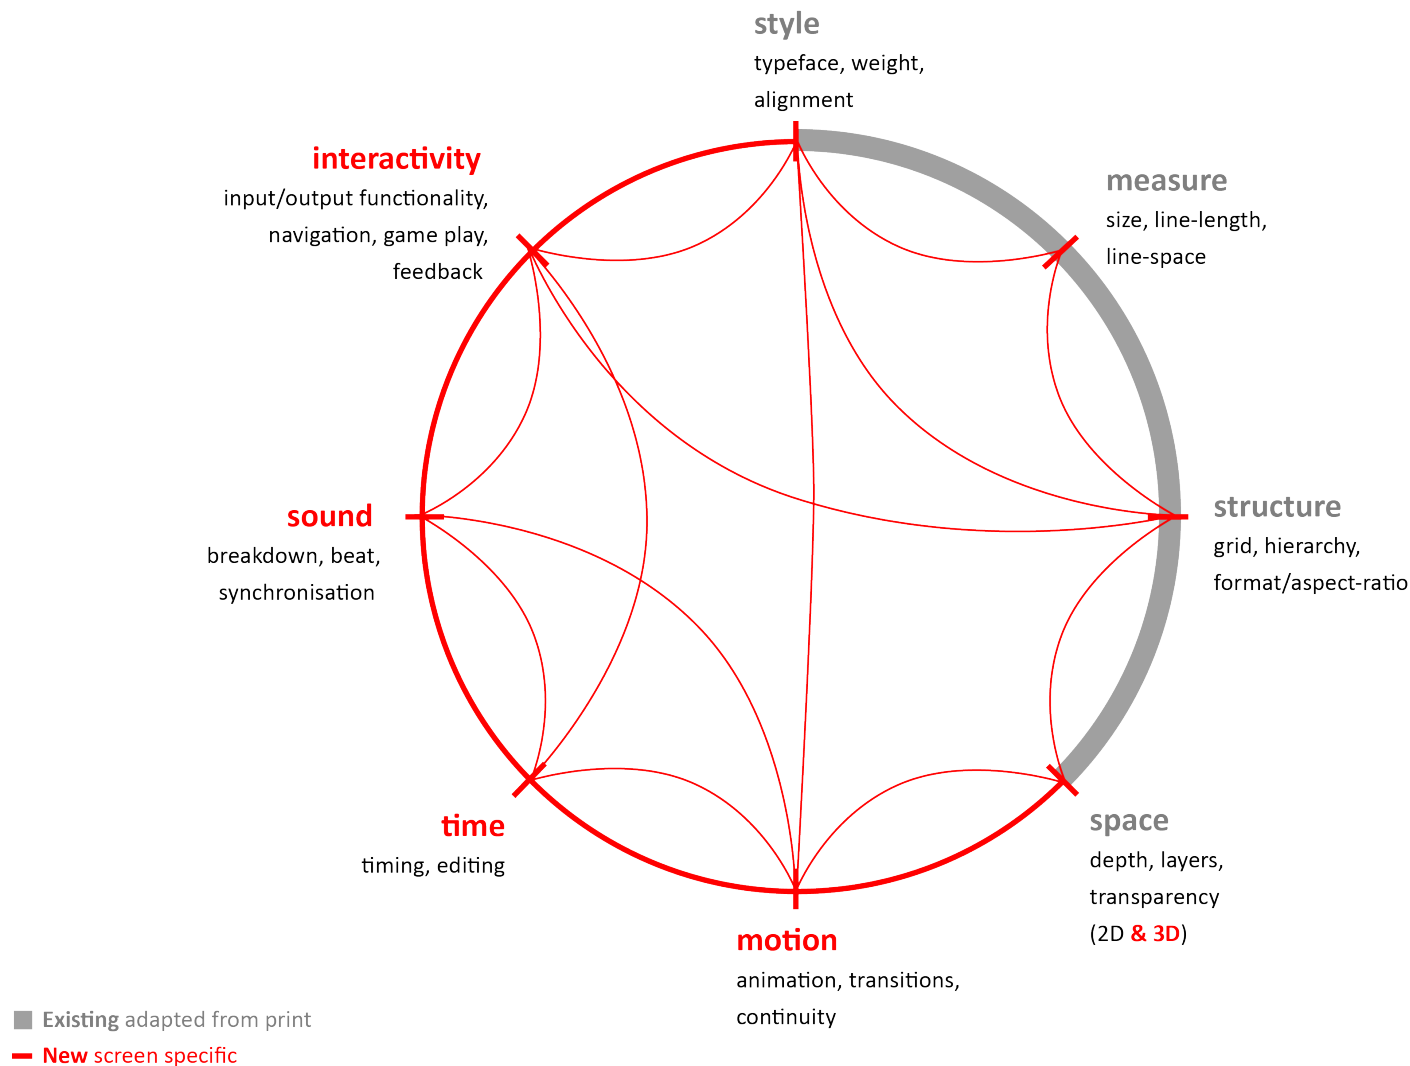 style
typeface, weight,
alignment
measure
size, line-length,
line-space
structure
grid, hierarchy,
format/aspect-ratio
space
depth, layers,
transparency
(2D & 3D)
motion
animation, transitions,
continuity
time
timing, editing
sound
breakdown, beat,
synchronisation
interactivity
input/output functionality,
navigation, game play,
feedback
Existing adapted from print
New screen specific